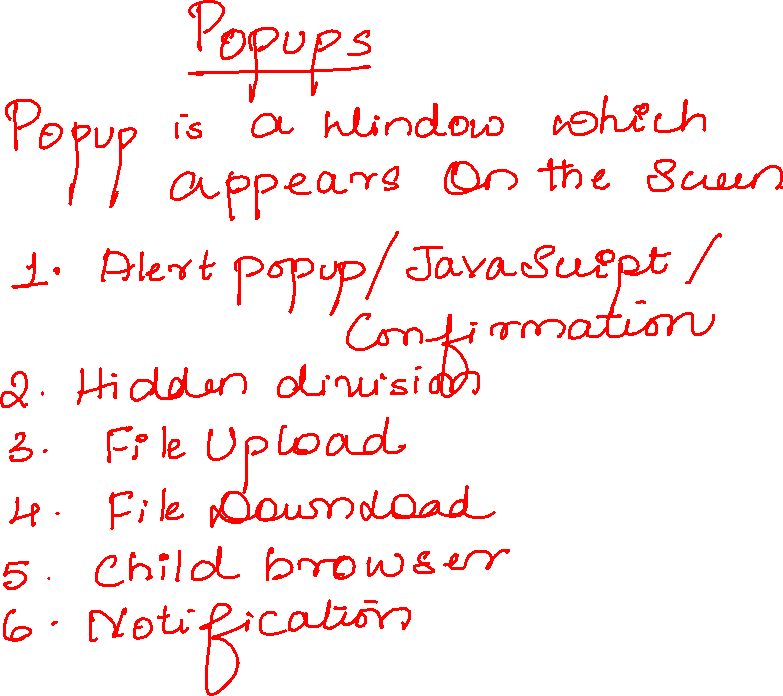 Popups
Popup is a window which
appears on the screen
1. Alert popup/JavaScript/
Confirmation
2. Hidden division
3. File Upload
4. File Download
5. Child browser
6. Notification